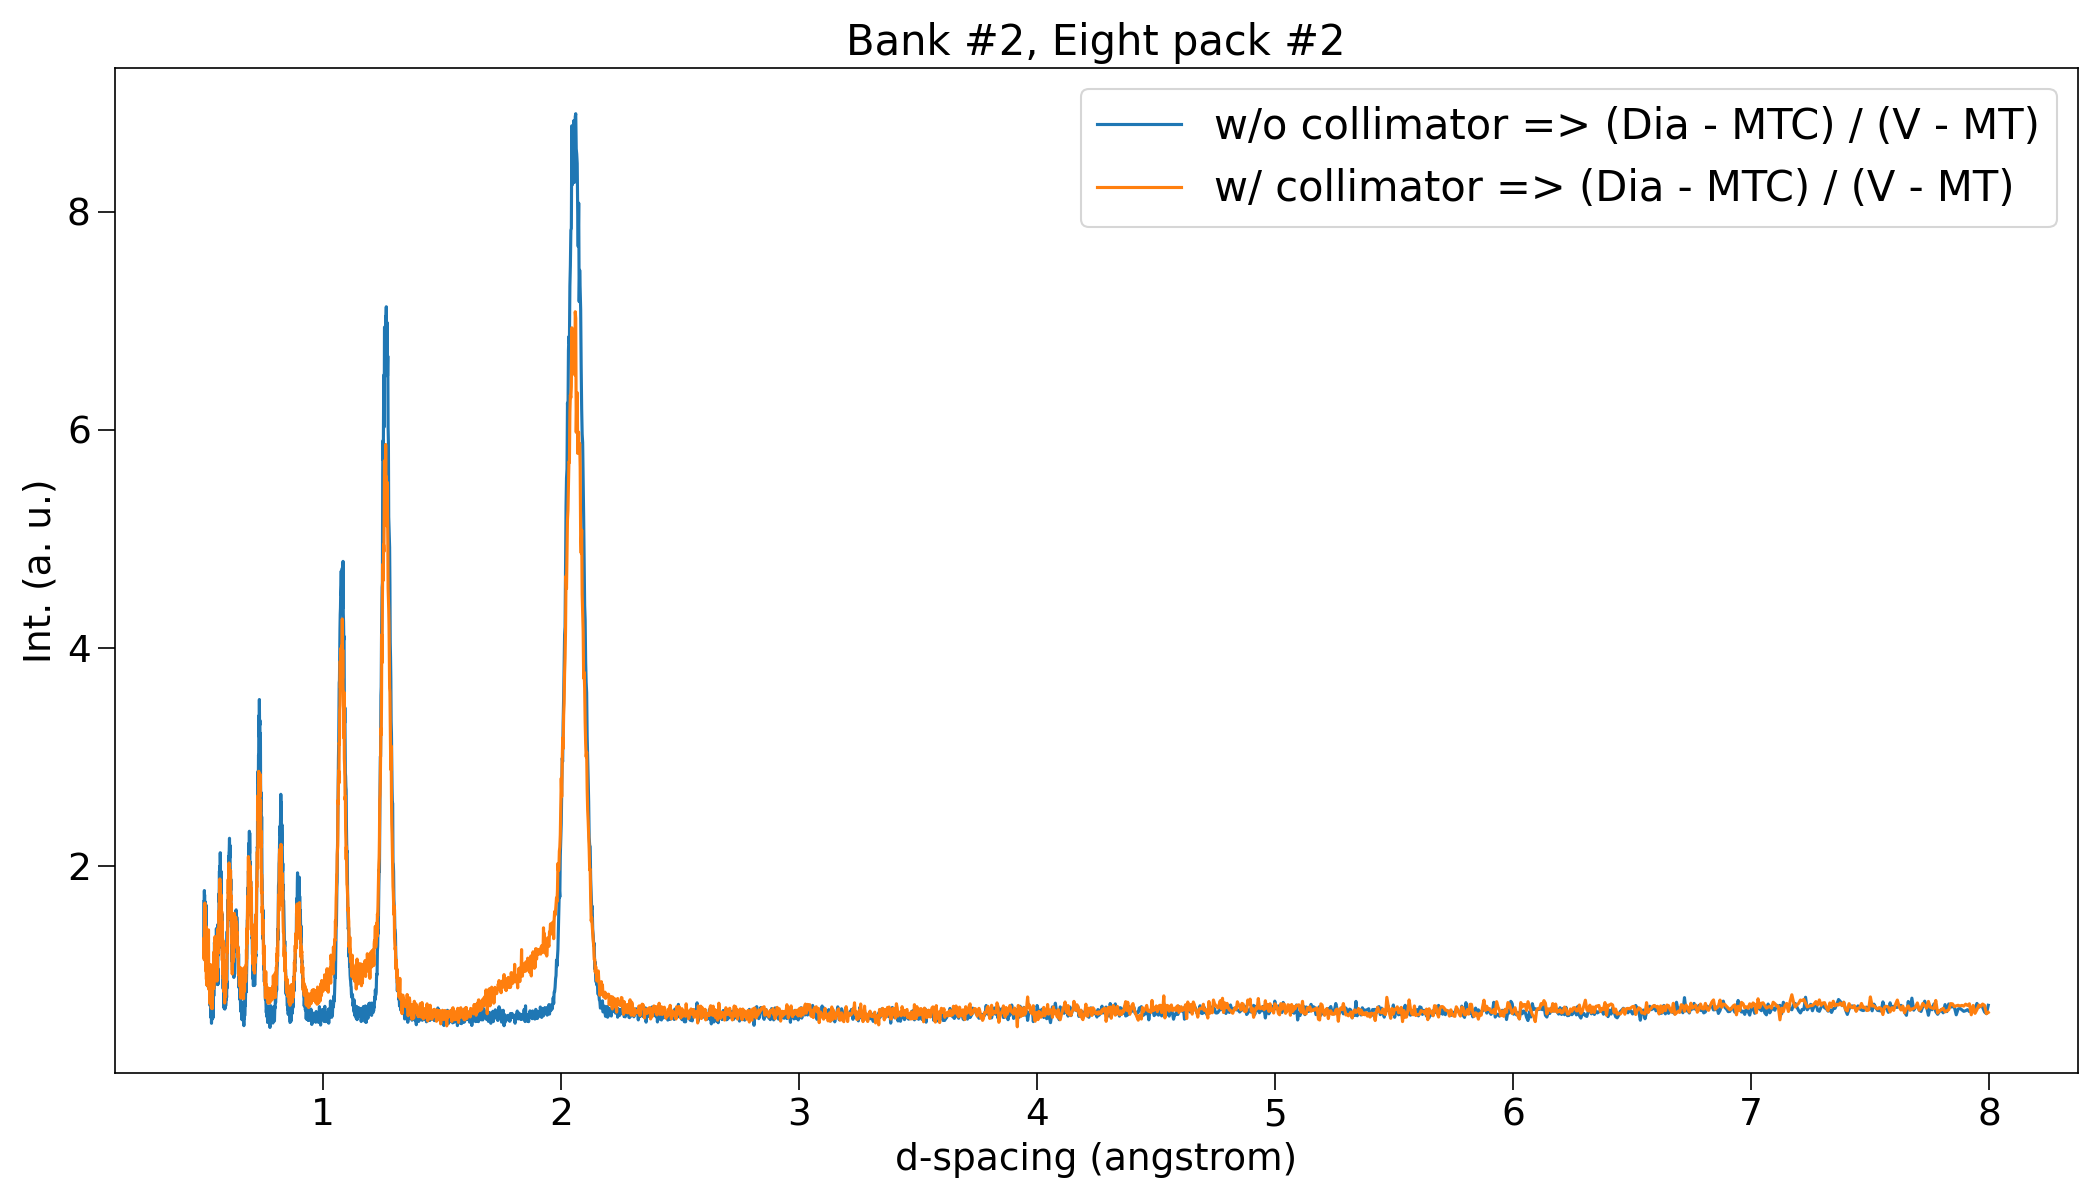 Bank #2, Eight pack #2
w/o collimator => (Dia - MTC) / (V - MT)
w/ collimator => (Dia - MTC) / (V - MT)
Int. (a. u.)
8
6
4
2
1 2 3 4 5 6 7 8
d-spacing (angstrom)